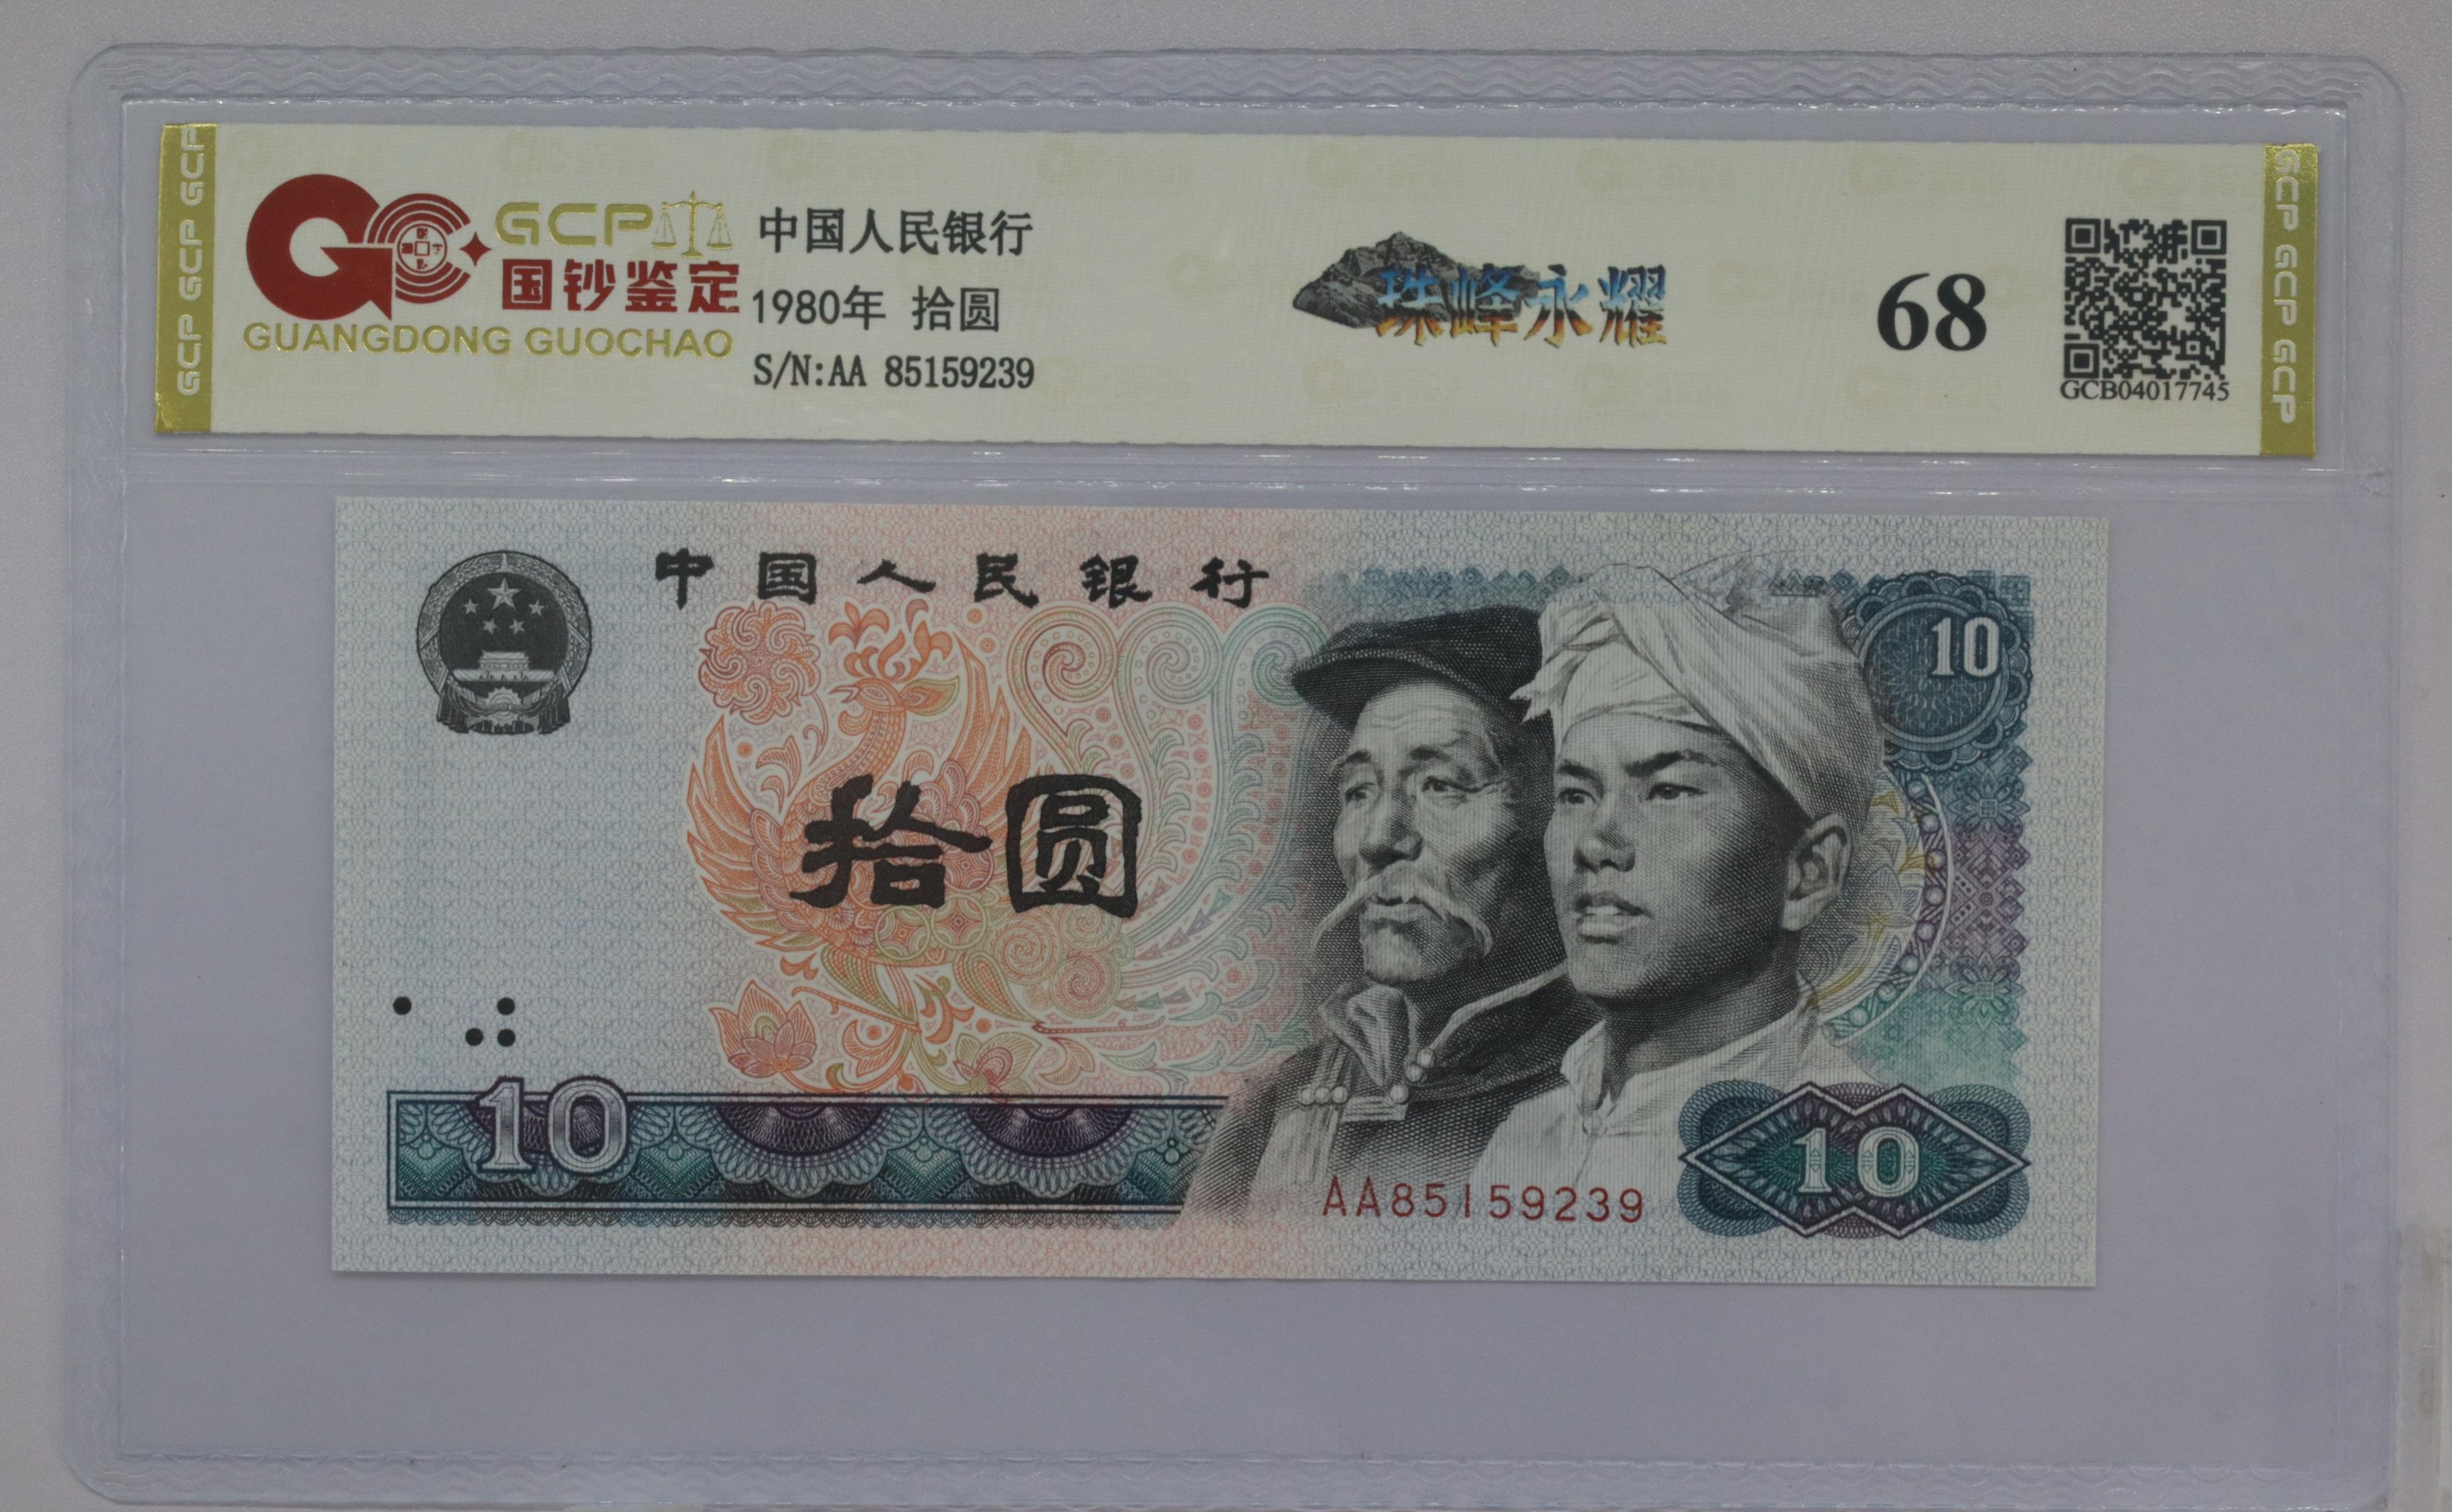 GCP GCP GCP
GCP
国钞鉴定
GUANGDONG GUOCHAO
中国人民银行
1980年 拾圆
S/N:AA 85159239
珠峰永耀
68
GCB04017745
GCP GCP GCP
中国人民银行
10
拾圆
10
AA85159239
10